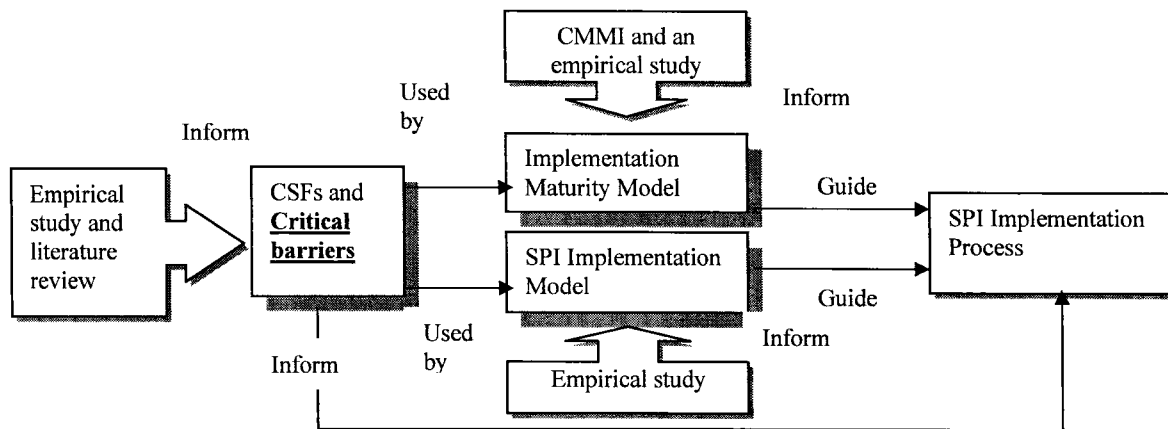 CMMI and an
empirical study
Used
by
Inform
Inform
Empirical
study and
literature
review
CSFs and
Critical
barriers
Implementation
Maturity Model
Guide
SPI Implementation
Process
SPI Implementation
Model
Guide
Used
by
Inform
Inform
Empirical study